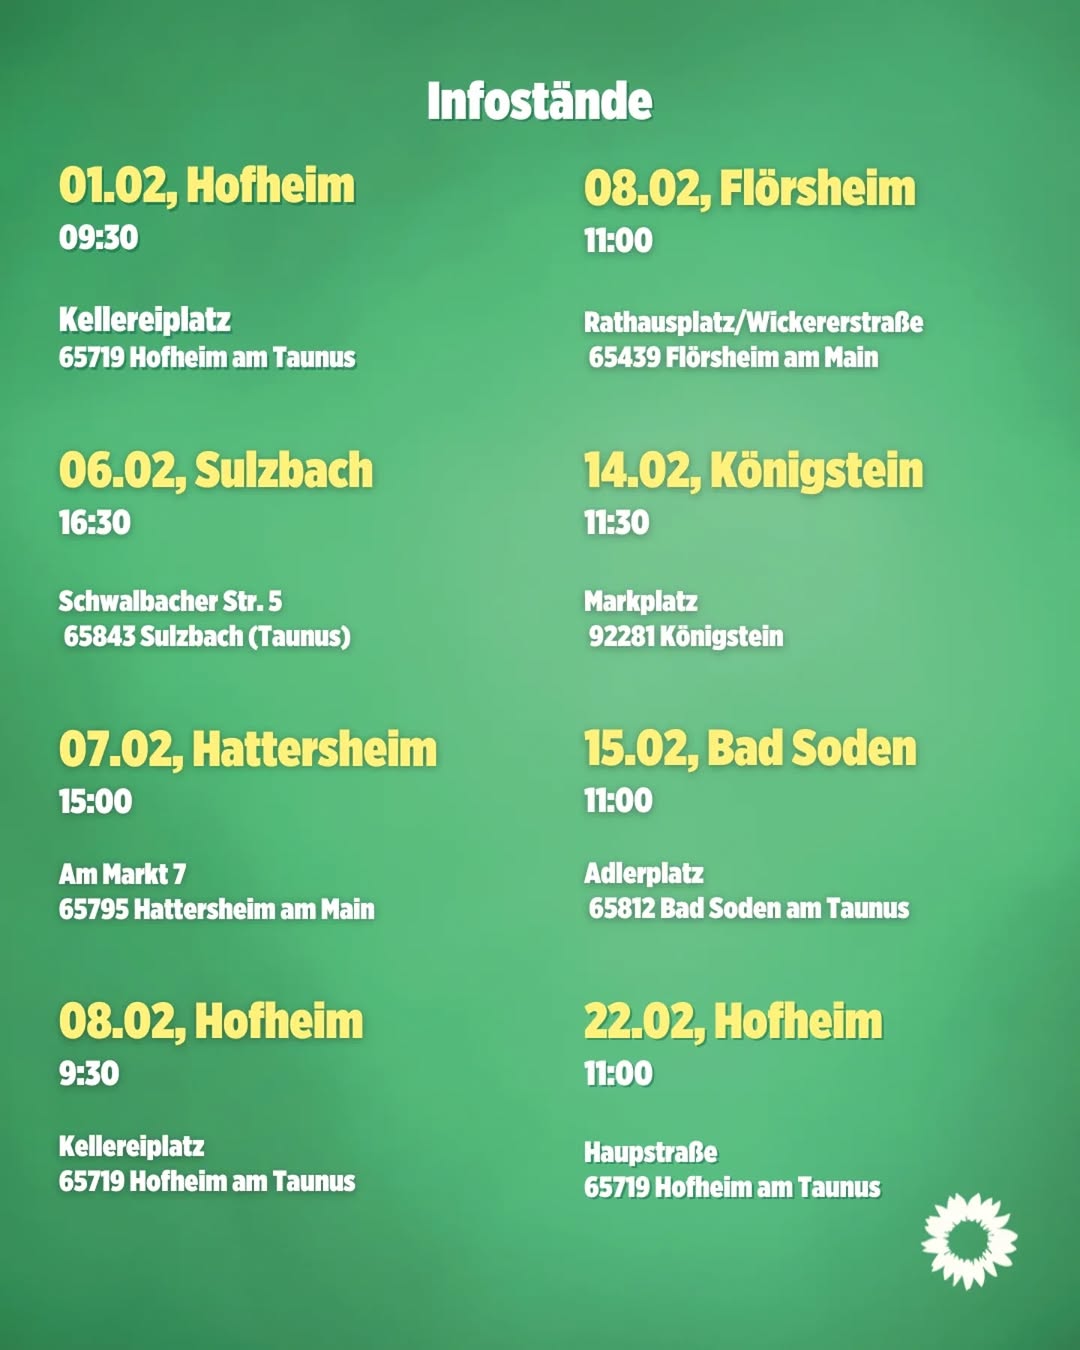 Infostände
01.02, Hofheim
09:30
Kellereiplatz
65719 Hofheim am Taunus
06.02, Sulzbach
16:30
Schwalbacher Str. 5
65843 Sulzbach (Taunus)
07.02, Hattersheim
15:00
Am Markt 7
65795 Hattersheim am Main
08.02, Hofheim
9:30
Kellereiplatz
65719 Hofheim am Taunus
08.02, Flörsheim
11:00
Rathausplatz/Wickererstraße
65439 Flörsheim am Main
14.02, Königstein
11:30
Markplatz
92281 Königstein
15.02, Bad Soden
11:00
Adlerplatz
65812 Bad Soden am Taunus
22.02, Hofheim
11:00
Haupstraße
65719 Hofheim am Taunus